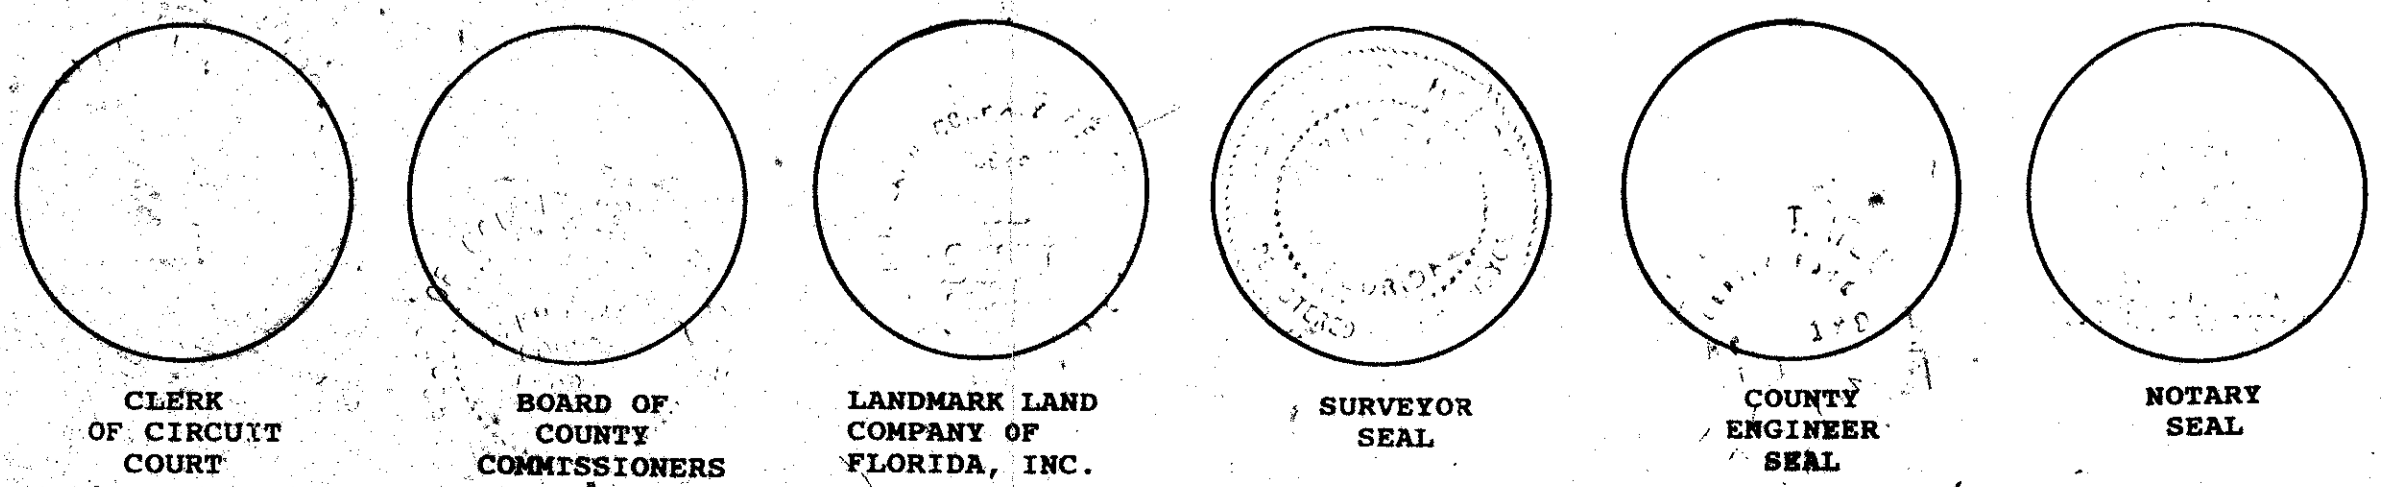 CLERK
OF CIRCUIT
COURT
BOARD OF
COUNTY
COMMISSIONERS
LANDMARK LAND
COMPANY OF
FLORIDA, INC.
SURVEYOR
SEAL
COUNTY
ENGINEER
SEAL
NOTARY
SEAL